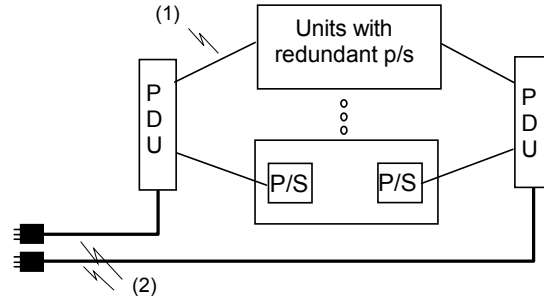 (1)
Units with
redundant p/s
P
D
U
P
D
U
P/S
P/S
(2)